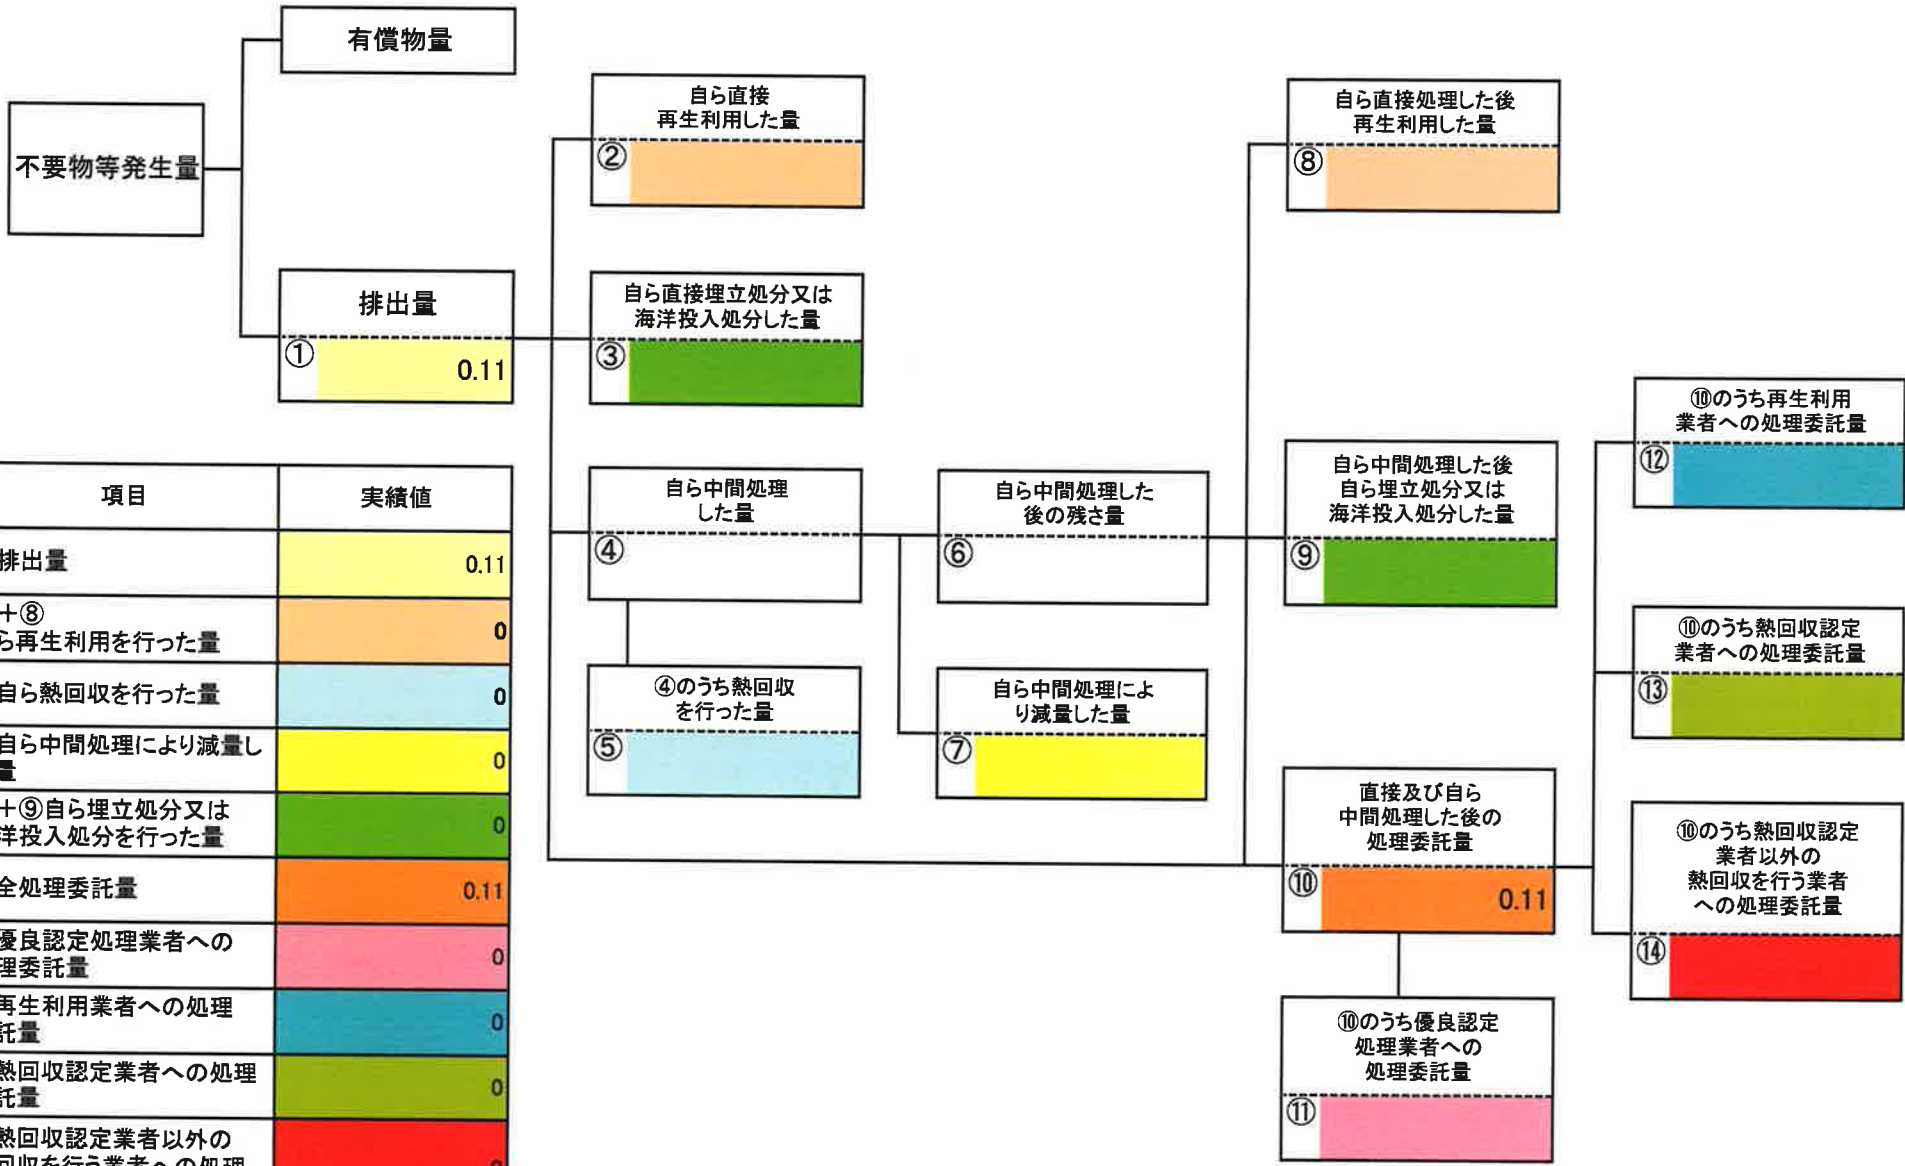 有償物量
不要物等発生量
排出量
①
0.11
自ら直接
再生利用した量
②
自ら直接埋立処分又は
海洋投入処分した量
③
自ら中間処理
した量
④
④のうち熱回収
を行った量
⑤
自ら中間処理した
後の残さ量
⑥
自ら中間処理によ
り減量した量
⑦
自ら直接処理した後
再生利用した量
⑧
自ら中間処理した後
自ら埋立処分又は
海洋投入処分した量
⑨
直接及び自ら
中間処理した後の
処理委託量
⑩
0.11
⑩のうち優良認定
処理業者への
処理委託量
⑪
⑩のうち再生利用
業者への処理委託量
⑫
⑩のうち熱回収認定
業者への処理委託量
⑬
⑩のうち熱回収認定
業者以外の
熱回収を行う業者
への処理委託量
⑭
項目
実績値
排出量
0.11
+⑧
ら再生利用を行った量
0
自ら熱回収を行った量
0
自ら中間処理により減量し
量
0
+⑨自ら埋立処分又は
洋投入処分を行った量
0
全処理委託量
0.11
優良認定処理業者への
理委託量
0
再生利用業者への処理
託量
0
熱回収認定業者への処理
託量
0
熱回収認定業者以外の
回収を行う業者への処理